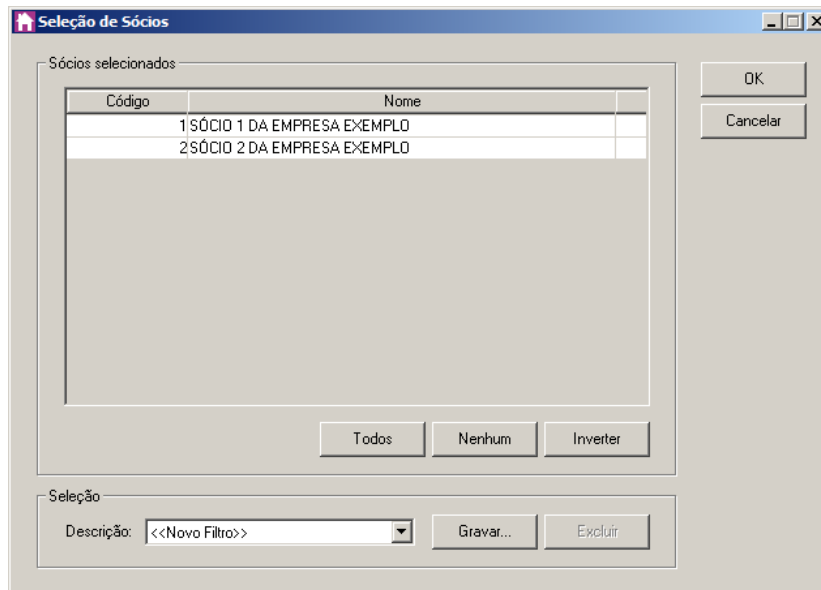 Seleção de Sócios
Sócios selecionados
OK
Cancelar
Código Nome
1 SÓCIO 1 DA EMPRESA EXEMPLO
2 SÓCIO 2 DA EMPRESA EXEMPLO
Todos Nenhum Inverter
Seleção
Descrição: <<Novo Filtro>> Gravar... Excluir